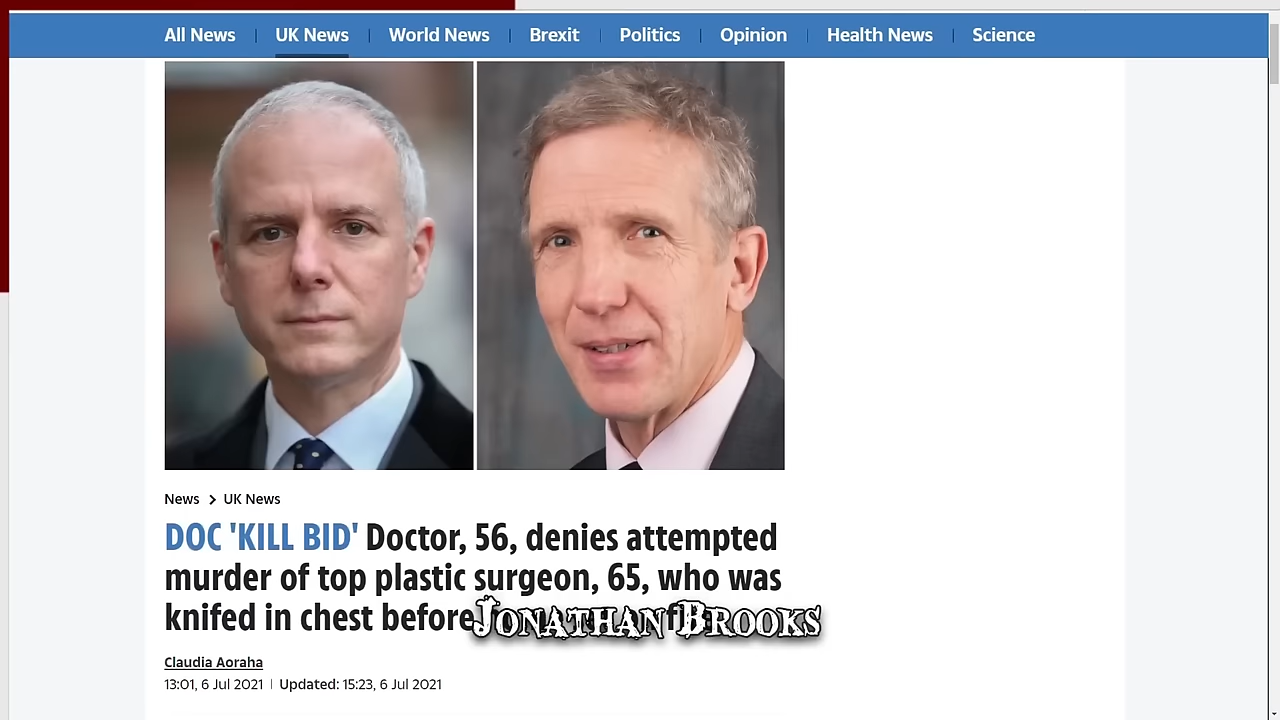 All News | UK News | World News | Brexit | Politics | Opinion | Health News | Science
News > UK News
DOC 'KILL BID' Doctor, 56, denies attempted
murder of top plastic surgeon, 65, who was
knifed in chest before
Jonathan Brooks
Claudia Aoraha
13:01, 6 Jul 2021 | Updated: 15:23, 6 Jul 2021